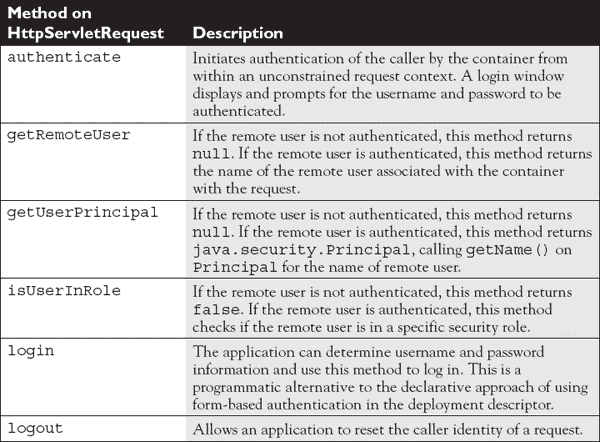 Method on
HttpServletRequest Description
authenticate Initiates authentication of the caller by the container from
within an unconstrained request context. A login window
displays and prompts for the username and password to be
authenticated.
getRemoteUser If the remote user is not authenticated, this method returns
null. If the remote user is authenticated, this method returns
the name of the remote user associated with the container
with the request.
getUserPrincipal If the remote user is not authenticated, this method returns
null. If the remote user is authenticated, this method returns
java.security.Principal, calling getName() on
Principal for the name of remote user.
isUserInRole If the remote user is not authenticated, this method returns
false. If the remote user is authenticated, this method
checks if the remote user is in a specific security role.
login The application can determine username and password
information and use this method to log in. This is a
programmatic alternative to the declarative approach of using
form-based authentication in the deployment descriptor.
logout Allows an application to reset the caller identity of a request.